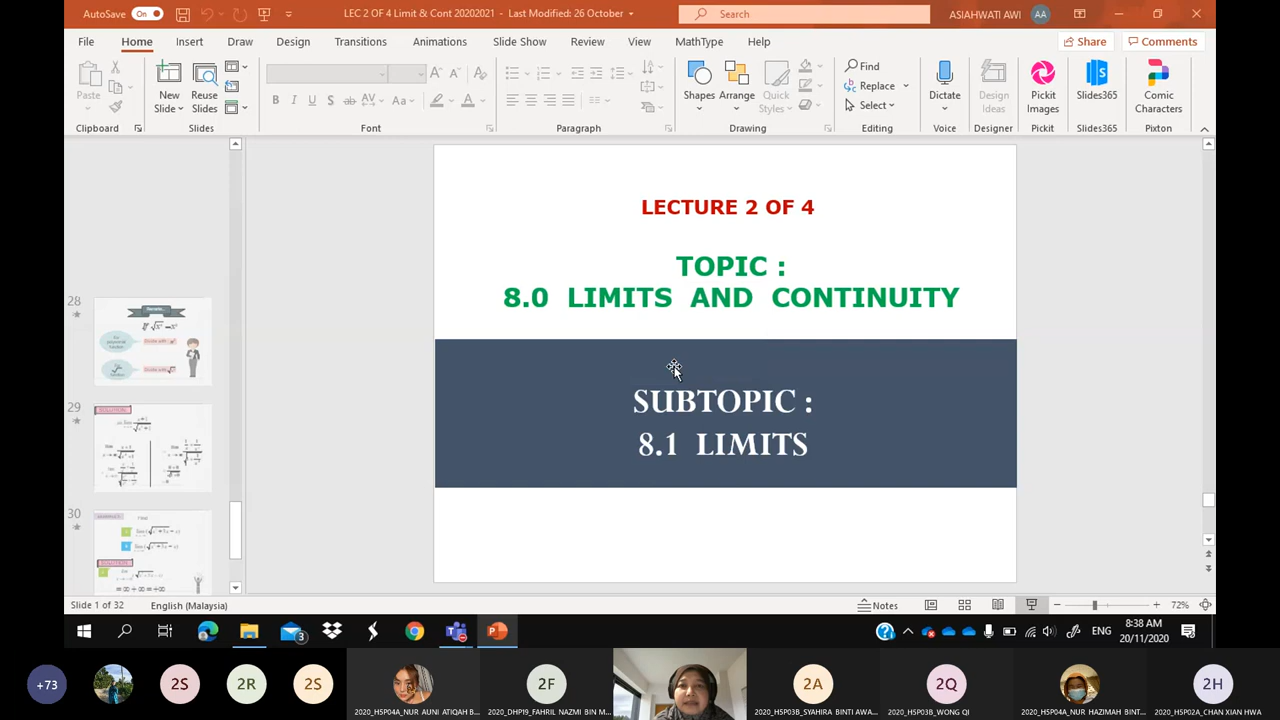 AutoSave On LEC 2 OF 4 Limit & Cont 20202021 - Last Modified: 26 October Search ASIAHWATI AWI AA
File Home Insert Draw Design Transitions Animations Slide Show Review View MathType Help Share Comments
Paste New Slide Reuse Slides B I U S ab AV Aa A Shapes Arrange Quick Styles Find Replace Select Dictate Design Ideas Pickit Images Slides365 Comic Characters
Clipboard Slides Font Paragraph Drawing Editing Voice Designer Pickit Slides365 Pixton
28
29
30
LECTURE 2 OF 4
TOPIC :
8.0 LIMITS AND CONTINUITY
SUBTOPIC :
8.1 LIMITS
Slide 1 of 32 English (Malaysia) Notes 72%
3 ENG 8:38 AM
20/11/2020
+73 2S 2R 2S 2F 2A 2Q 2H
2020_HSP04A_NUR AUNI ATIQAH B... 2020_DHP19_FAHRIL NAZMI BIN M... 2020_HSP03B_SYAHIRA BINTI AWA... 2020_HSP03B_WONG QI 2020_HSP04A_NUR HAZIMAH BINT... 2020_HSP02A_CHAN XIAN HWA